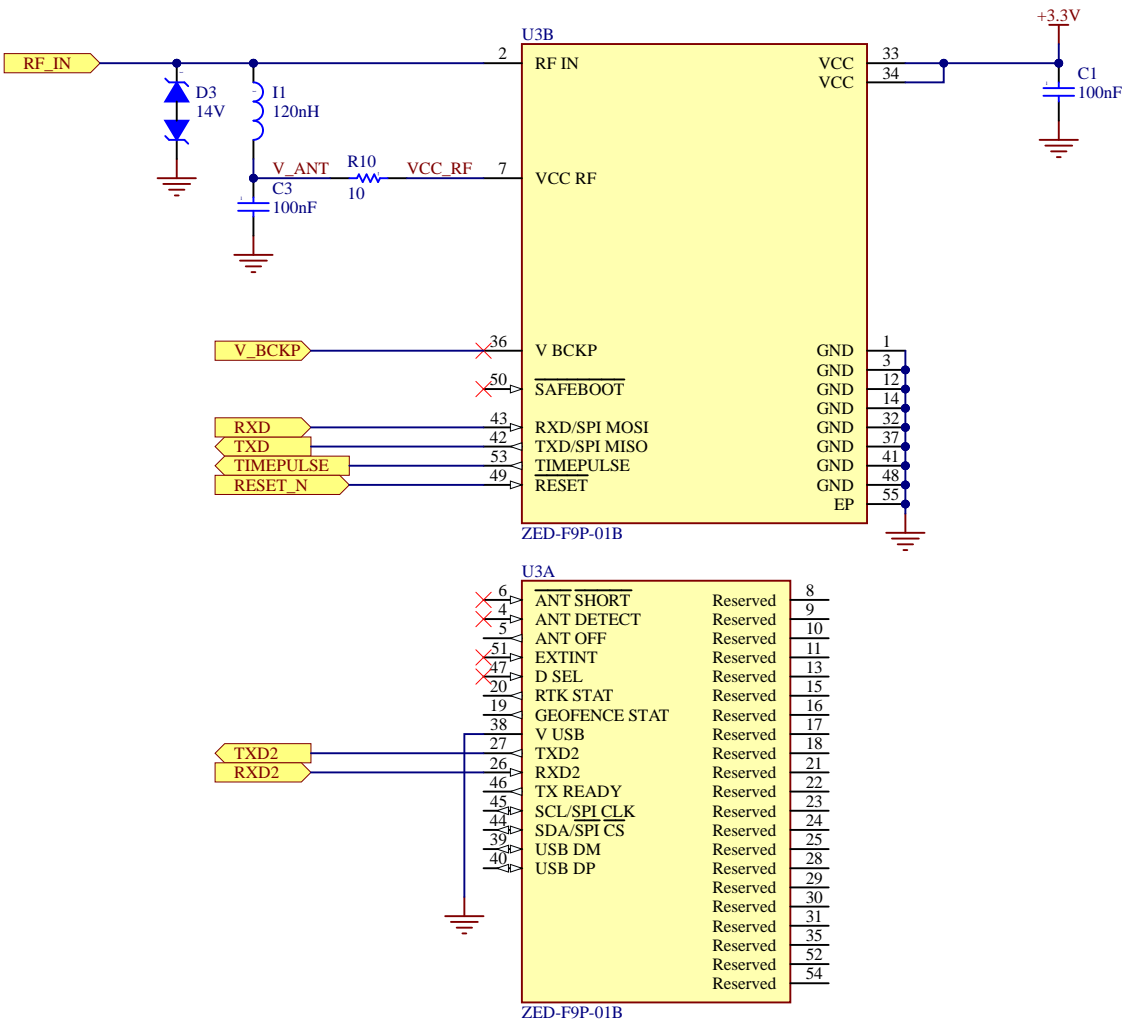 +3.3V
U3B
RF_IN
2
RF IN
VCC
33
VCC
34
C1
100nF
D3
14V
I1
120nH
V_ANT
R10
10
VCC_RF
7
VCC RF
C3
100nF
V_BCKP
36
V BCKP
GND
1
GND
3
50
SAFEBOOT
GND
12
GND
14
RXD
43
RXD/SPI MOSI
GND
32
TXD
42
TXD/SPI MISO
GND
37
TIMEPULSE
53
TIMEPULSE
GND
41
RESET_N
49
RESET
GND
48
EP
55
ZED-F9P-01B
U3A
6
ANT SHORT
Reserved
8
4
ANT DETECT
Reserved
9
5
ANT OFF
Reserved
10
51
EXTINT
Reserved
11
47
D SEL
Reserved
13
20
RTK STAT
Reserved
15
19
GEOFENCE STAT
Reserved
16
38
V USB
Reserved
17
TXD2
27
TXD2
Reserved
18
RXD2
26
RXD2
Reserved
21
46
TX READY
Reserved
22
45
SCL/SPI CLK
Reserved
23
44
SDA/SPI CS
Reserved
24
39
USB DM
Reserved
25
40
USB DP
Reserved
28
Reserved
29
Reserved
30
Reserved
31
Reserved
35
Reserved
52
Reserved
54
ZED-F9P-01B